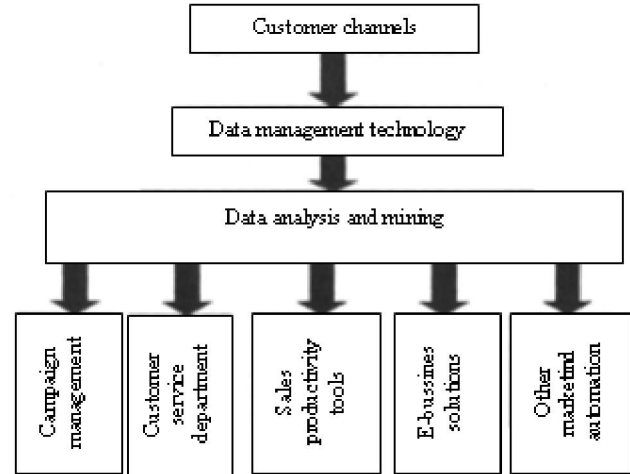 Customer channels
Data management technology
Data analysis and mining
Campaign
management
Customer
service
department
Sales
productivity
tools
E-bussines
solutions
Other
marketind
automation